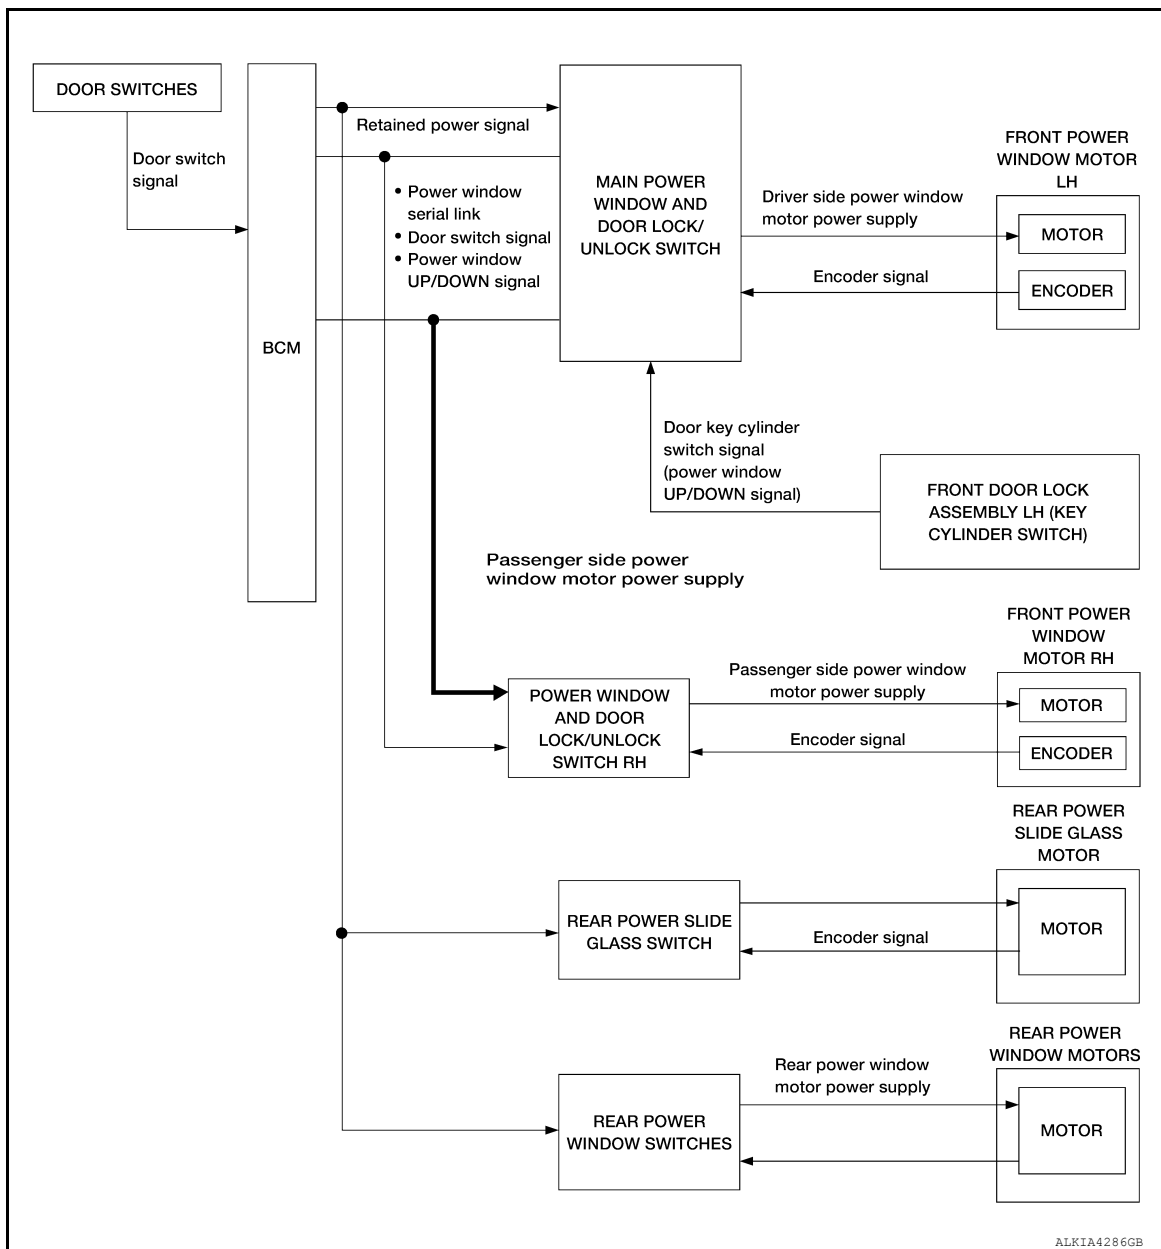 DOOR SWITCHES
Door switch
signal
BCM
Retained power signal
• Power window
serial link
• Door switch signal
• Power window
UP/DOWN signal
MAIN POWER
WINDOW AND
DOOR LOCK/
UNLOCK SWITCH
Driver side power window
motor power supply
Encoder signal
FRONT POWER
WINDOW MOTOR
LH
MOTOR
ENCODER
Door key cylinder
switch signal
(power window
UP/DOWN signal)
FRONT DOOR LOCK
ASSEMBLY LH (KEY
CYLINDER SWITCH)
Passenger side power
window motor power supply
POWER WINDOW
AND DOOR
LOCK/UNLOCK
SWITCH RH
Passenger side power window
motor power supply
Encoder signal
FRONT POWER
WINDOW
MOTOR RH
MOTOR
ENCODER
REAR POWER SLIDE
GLASS SWITCH
Encoder signal
REAR POWER
SLIDE GLASS
MOTOR
MOTOR
REAR POWER
WINDOW SWITCHES
Rear power window
motor power supply
REAR POWER
WINDOW MOTORS
MOTOR
ALKIA4286GB